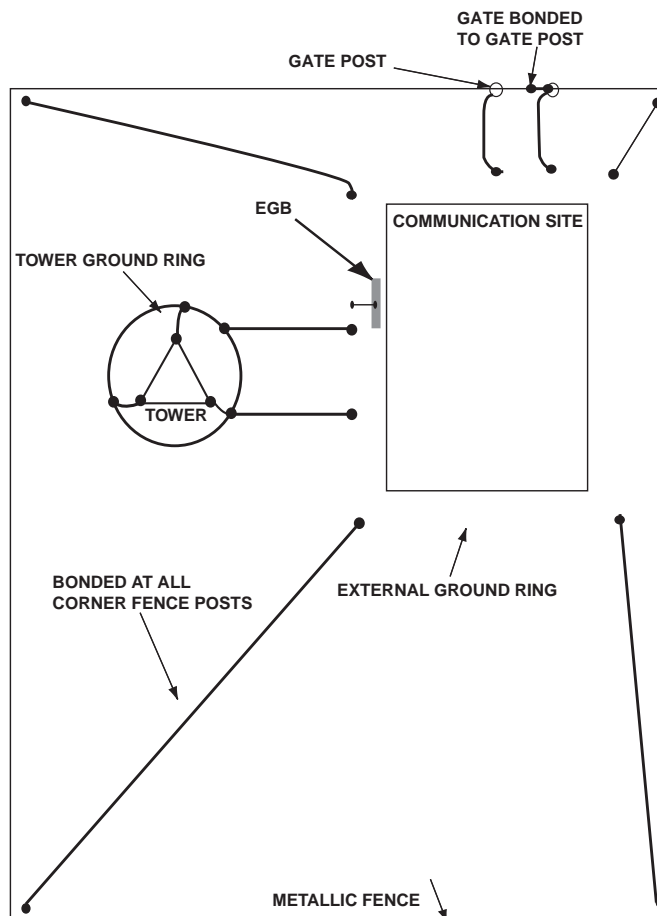 GATE BONDED
TO GATE POST
GATE POST
EGB
COMMUNICATION SITE
TOWER GROUND RING
TOWER
BONDED AT ALL
CORNER FENCE POSTS
EXTERNAL GROUND RING
METALLIC FENCE